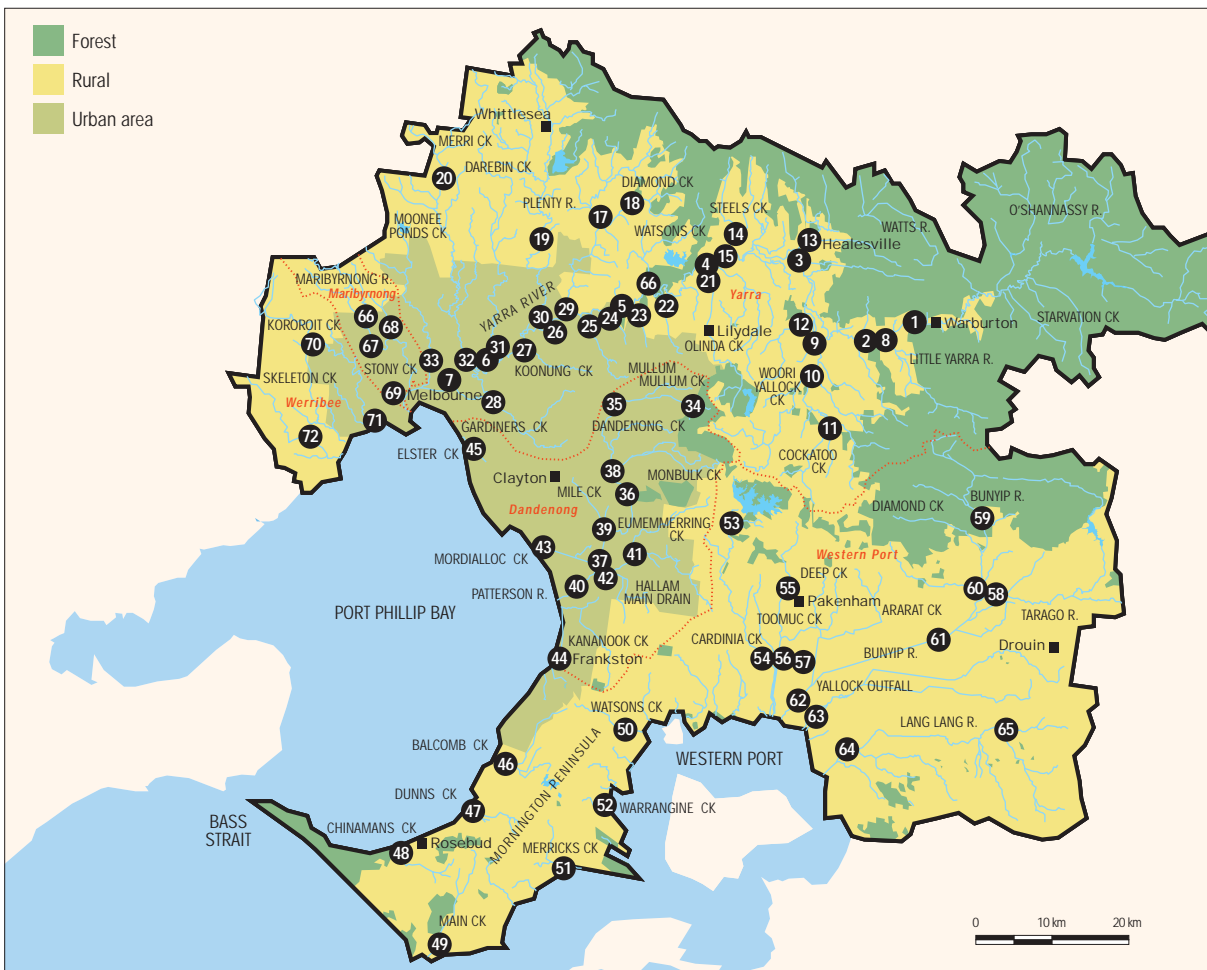 Forest
Rural
Urban area
Whittlesea
MERRI CK
DAREBIN CK
20
DIAMOND CK
18
PLENTY R.
17
STEELS CK
O'SHANNASSY R.
MOONEE
PONDS CK
WATSONS CK
14
WATTS R.
19
13
Healesville
15
3
4
MARIBYRNONG R.
Maribyrnong
21
66
Yarra
YARRA RIVER
5
22
66
29
24
23
KOROROIT CK
68
30
25
12
1
Warburton
STARVATION CK
26
Lilydale
9
2
8
70
67
31
27
OLINDA CK
33
32
6
LITTLE YARRA R.
STONY CK
KOONUNG CK
MULLUM
MULLUM CK
WOORI
YALLOCK
CK
10
SKELETON CK
7
69
Melbourne
Werribee
28
35
34
71
GARDINERS CK
DANDENONG CK
11
72
ELSTER CK
45
COCKATOO
CK
38
MONBULK CK
Clayton
MILE CK
36
DIAMOND CK
BUNYIP R.
Dandenong
59
39
EUMEMMERRING
CK
53
MORDIALLOC CK
43
41
Western Port
37
42
PATTERSON R.
40
HALLAM
MAIN DRAIN
55
DEEP CK
60
58
Pakenham
ARARAT CK
PORT PHILLIP BAY
TOOMUC CK
TARAGO R.
KANANOOK CK
CARDINIA CK
61
Drouin
44
Frankston
54
56
57
BUNYIP R.
YALLOCK OUTFALL
62
WATSONS CK
63
50
LANG LANG R.
65
BALCOMB CK
64
46
WESTERN PORT
MORNINGTON PENINSULA
DUNNS CK
47
52
WARRANGINE CK
BASS
STRAIT
CHINAMANS CK
Rosebud
48
MERRICKS CK
51
MAIN CK
49
0
10 km
20 km